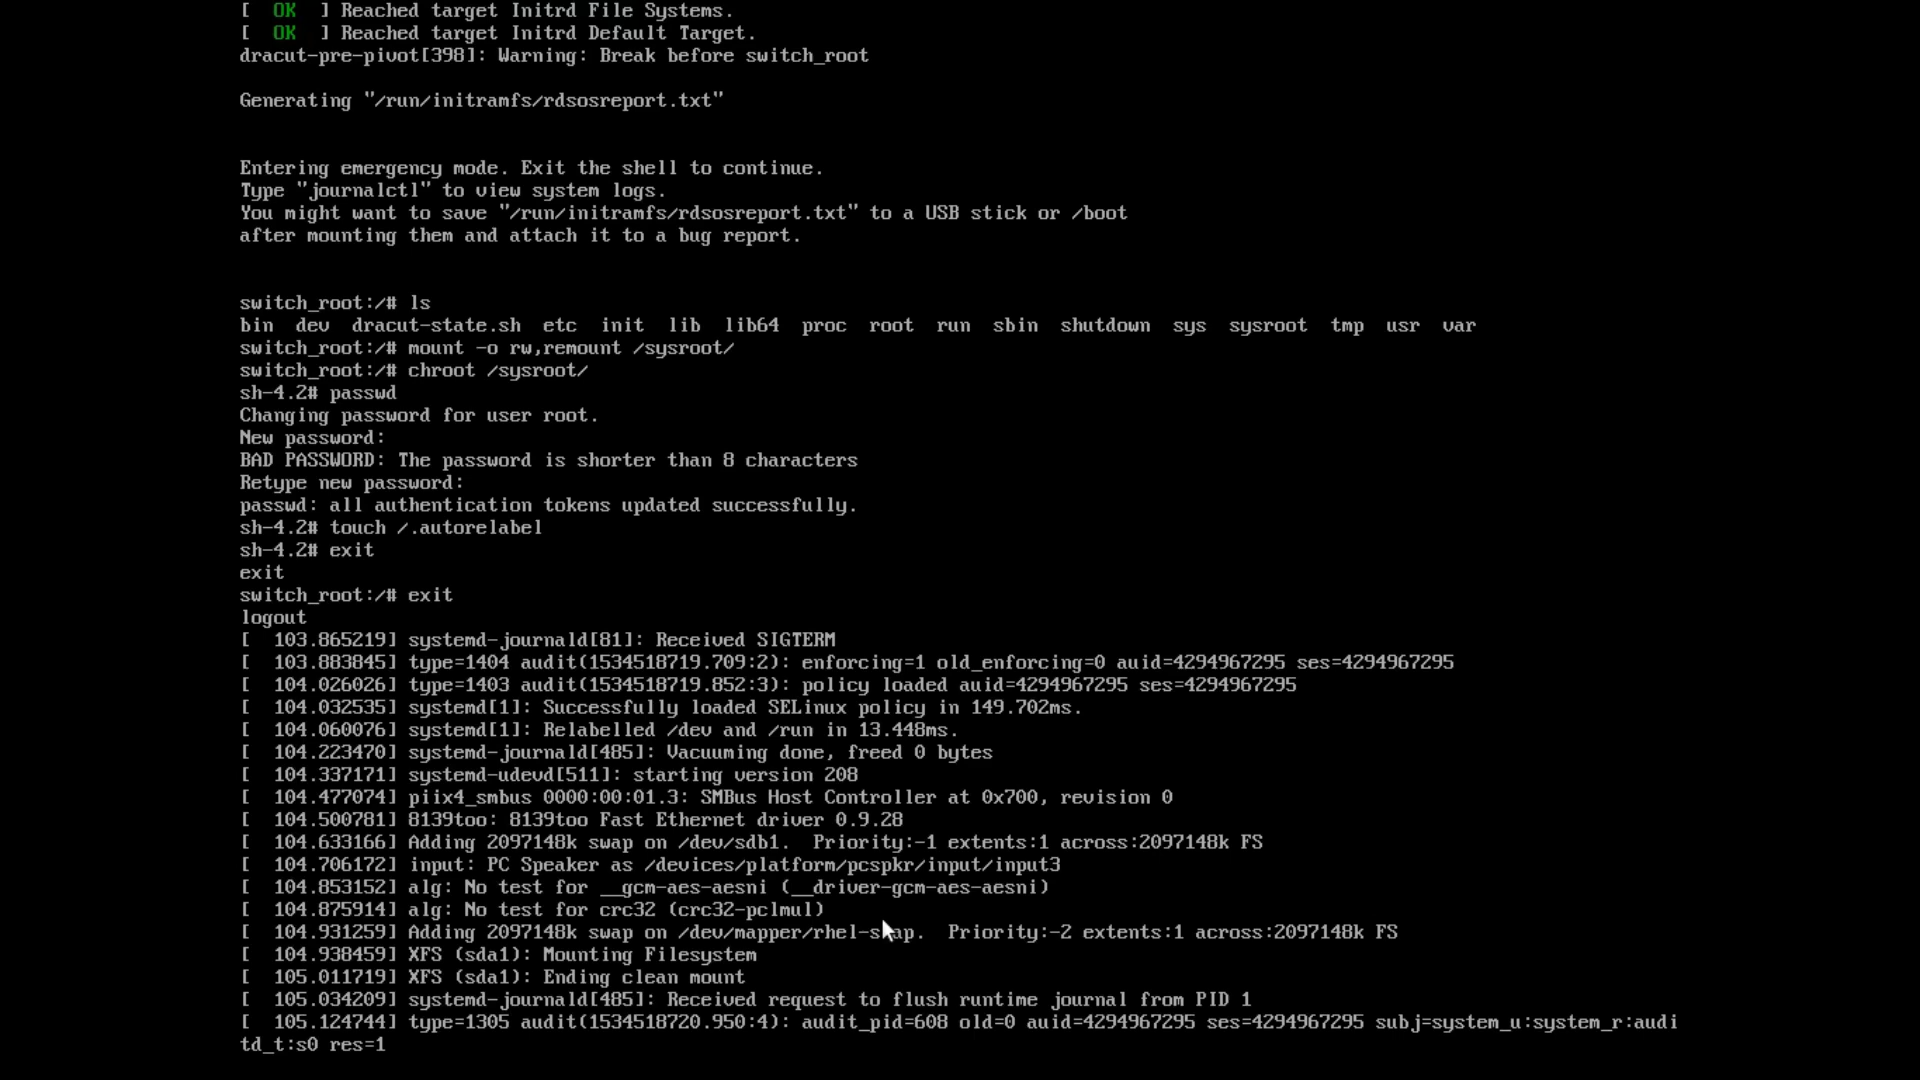 [  OK  ] Reached target Initrd File Systems.
[  OK  ] Reached target Initrd Default Target.
dracut-pre-pivot[398]: Warning: Break before switch_root
Generating "/run/initramfs/rdsosreport.txt"
Entering emergency mode. Exit the shell to continue.
Type "journalctl" to view system logs.
You might want to save "/run/initramfs/rdsosreport.txt" to a USB stick or /boot
after mounting them and attach it to a bug report.
switch_root:/# ls
bin  dev  dracut-state.sh  etc  init  lib  lib64  proc  root  run  sbin  shutdown  sys  sysroot  tmp  usr  var
switch_root:/# mount -o rw,remount /sysroot/
switch_root:/# chroot /sysroot/
sh-4.2# passwd
Changing password for user root.
New password:
BAD PASSWORD: The password is shorter than 8 characters
Retype new password:
passwd: all authentication tokens updated successfully.
sh-4.2# touch /.autorelabel
sh-4.2# exit
exit
switch_root:/# exit
logout
[  103.865219] systemd-journald[81]: Received SIGTERM
[  103.883845] type=1404 audit(1534518719.709:2): enforcing=1 old_enforcing=0 auid=4294967295 ses=4294967295
[  104.026026] type=1403 audit(1534518719.852:3): policy loaded auid=4294967295 ses=4294967295
[  104.032535] systemd[1]: Successfully loaded SELinux policy in 149.702ms.
[  104.060076] systemd[1]: Relabelled /dev and /run in 13.448ms.
[  104.223470] systemd-journald[485]: Vacuuming done, freed 0 bytes
[  104.337171] systemd-udevd[511]: starting version 208
[  104.477074] piix4_smbus 0000:00:01.3: SMBus Host Controller at 0x700, revision 0
[  104.500781] 8139too: 8139too Fast Ethernet driver 0.9.28
[  104.633166] Adding 2097148k swap on /dev/sdb1.  Priority:-1 extents:1 across:2097148k FS
[  104.706172] input: PC Speaker as /devices/platform/pcspkr/input/input3
[  104.853152] alg: No test for __gcm-aes-aesni (__driver-gcm-aes-aesni)
[  104.875914] alg: No test for crc32 (crc32-pclmul)
[  104.931259] Adding 2097148k swap on /dev/mapper/rhel-swap.  Priority:-2 extents:1 across:2097148k FS
[  104.938459] XFS (sda1): Mounting Filesystem
[  105.011719] XFS (sda1): Ending clean mount
[  105.034209] systemd-journald[485]: Received request to flush runtime journal from PID 1
[  105.124744] type=1305 audit(1534518720.950:4): audit_pid=608 old=0 auid=4294967295 ses=4294967295 subj=system_u:system_r:audi
td_t:s0 res=1